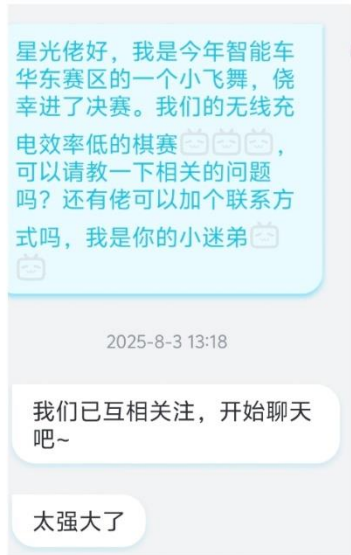 星光佬好，我是今年智能车
华东赛区的一个小飞舞，侥
幸进了决赛。我们的无线充
电效率低的棋赛，
可以请教一下相关的问题
吗？还有佬可以加个联系方
式吗，我是你的小迷弟
2025-8-3 13:18
我们已互相关注，开始聊天
吧~
太强大了